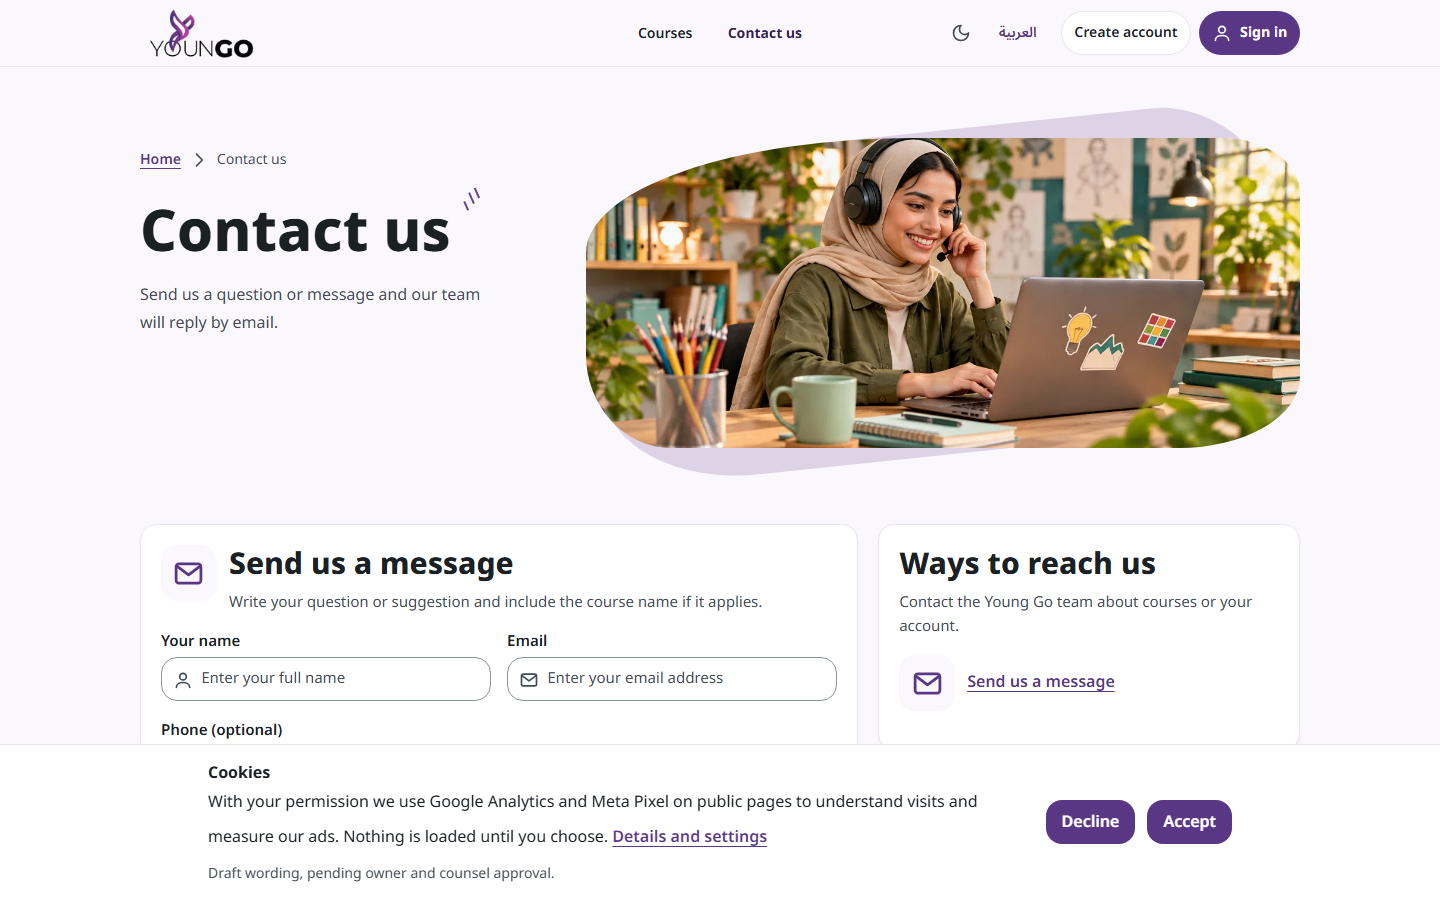 YOUNGO
Courses
Contact us
العربية
Create account
Sign in
Home
Contact us
Contact us
Send us a question or message and our team
will reply by email.
Send us a message
Write your question or suggestion and include the course name if it applies.
Your name
Email
Enter your full name
Enter your email address
Phone (optional)
Ways to reach us
Contact the Young Go team about courses or your
account.
Send us a message
Cookies
With your permission we use Google Analytics and Meta Pixel on public pages to understand visits and
measure our ads. Nothing is loaded until you choose. Details and settings
Draft wording, pending owner and counsel approval.
Decline
Accept